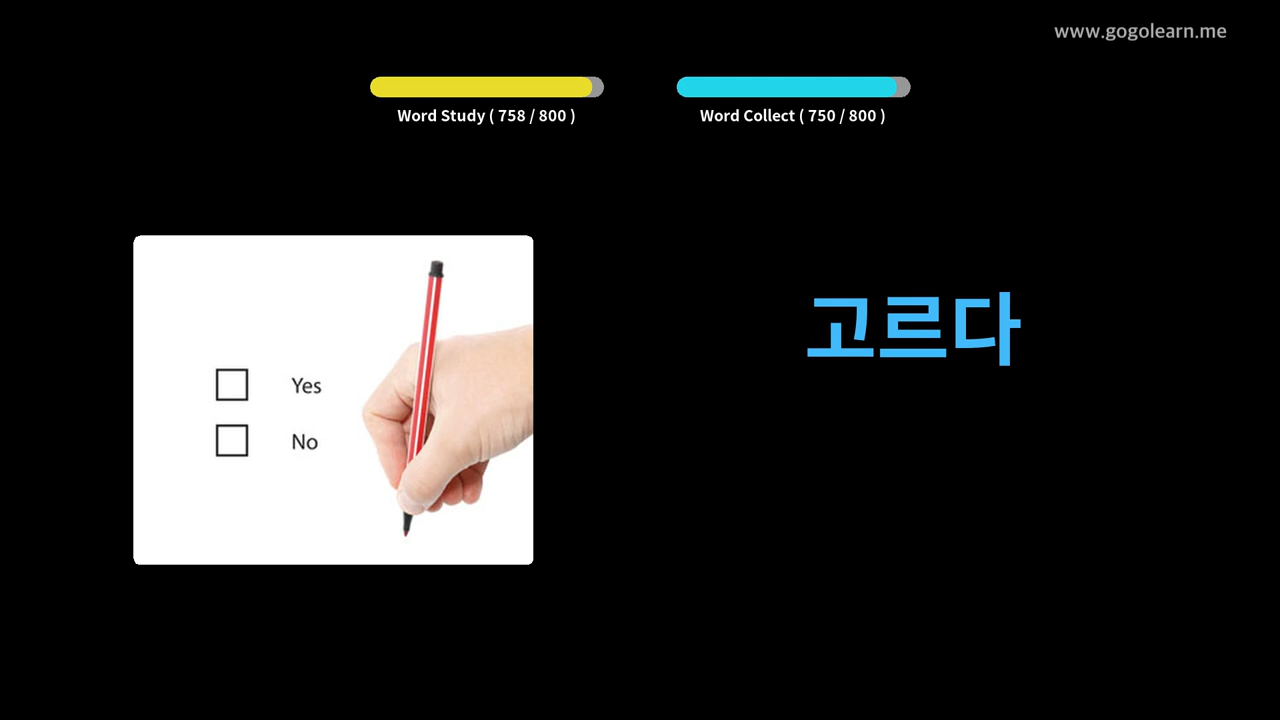 www.gogolearn.me
Word Study ( 758 / 800 )
Word Collect ( 750 / 800 )
고르다
Yes
No